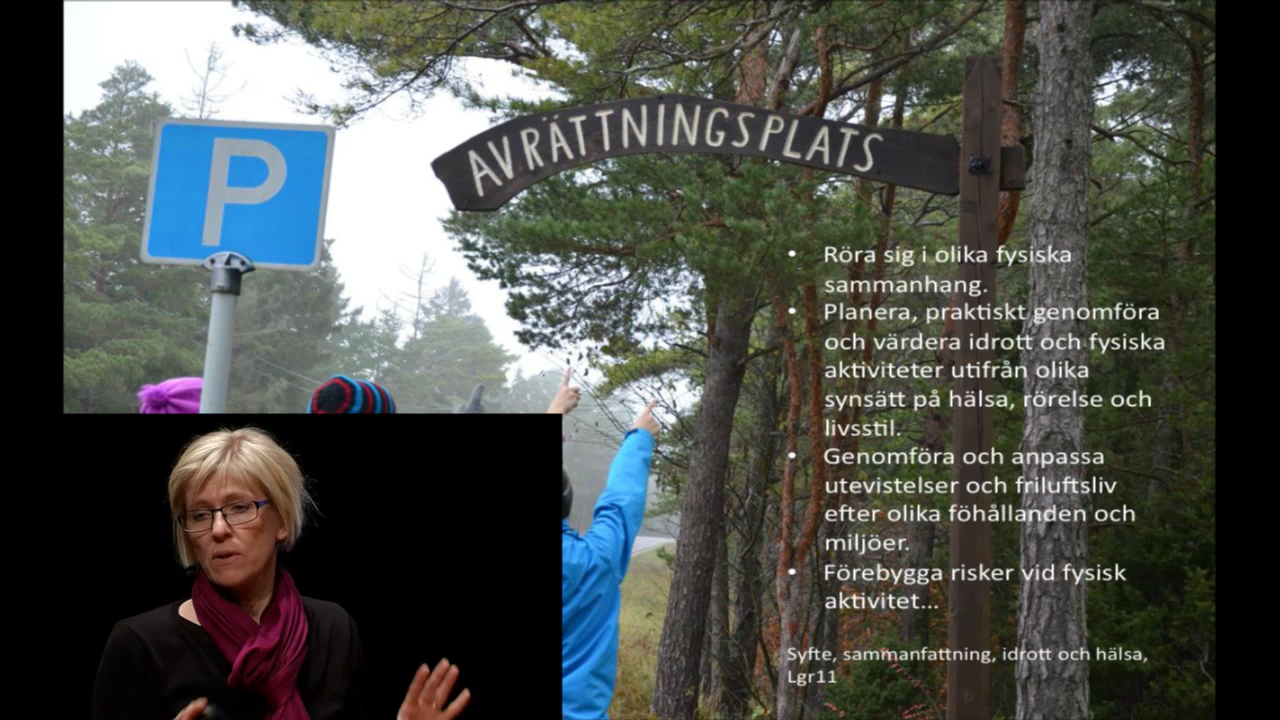 P
AVRÄTTNINGSPLATS
• Röra sig i olika fysiska
sammanhang.
• Planera, praktiskt genomföra
och värdera idrott och fysiska
aktiviteter utifrån olika
synsätt på hälsa, rörelse och
livsstil.
• Genomföra och anpassa
utevistelser och friluftsliv
efter olika föhållanden och
miljöer.
• Förebygga risker vid fysisk
aktivitet...
Syfte, sammanfattning, idrott och hälsa,
Lgr11